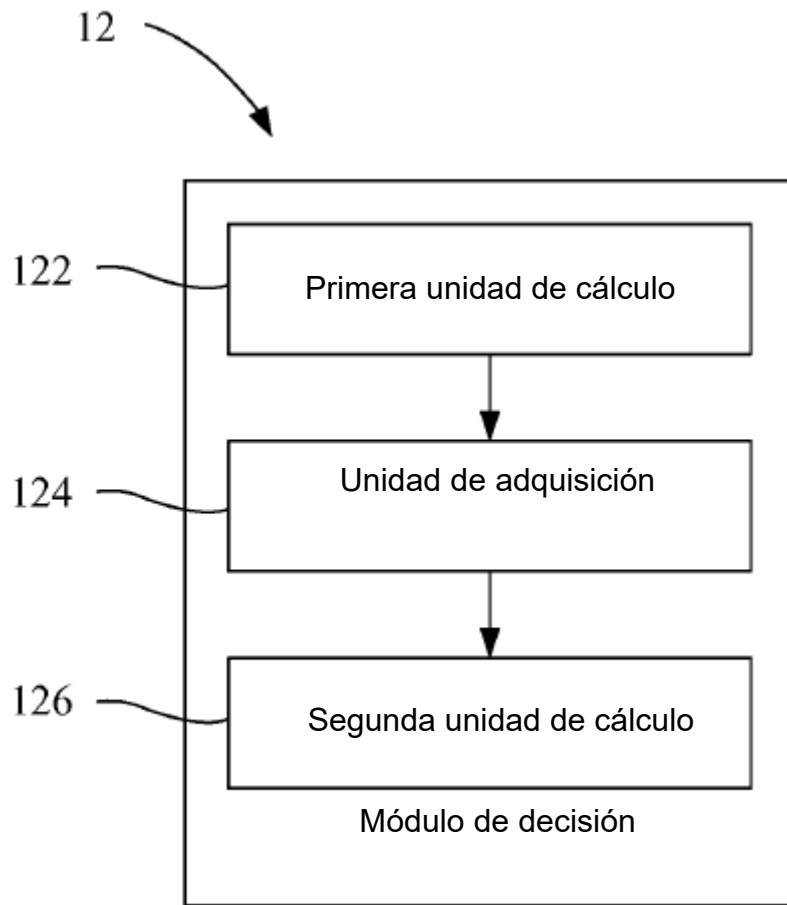 12
122
Primera unidad de cálculo
124
Unidad de adquisición
126
Segunda unidad de cálculo
Módulo de decisión